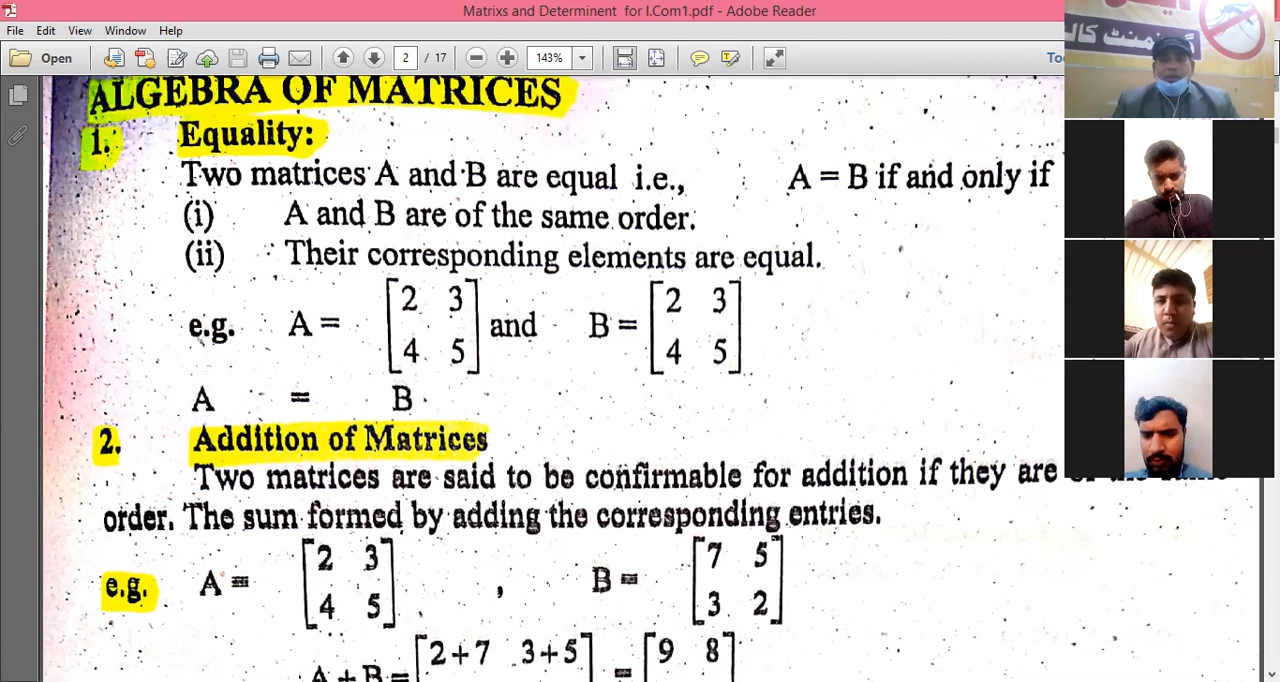 Matrixs and Determinent for I.Com1.pdf - Adobe Reader
File Edit View Window Help
Open 2 / 17 143%
ALGEBRA OF MATRICES
1. Equality:
Two matrices A and B are equal i.e., A = B if and only if
(i) A and B are of the same order.
(ii) Their corresponding elements are equal.
2 3 2 3
e.g. A = and B =
4 5 4 5
A = B
2. Addition of Matrices
Two matrices are said to be confirmable for addition if they are
order. The sum formed by adding the corresponding entries.
2 3 7 5
e.g. A = , B =
4 5 3 2
2+7 3+5 9 8
A + B = =
گورنمنٹ کالج